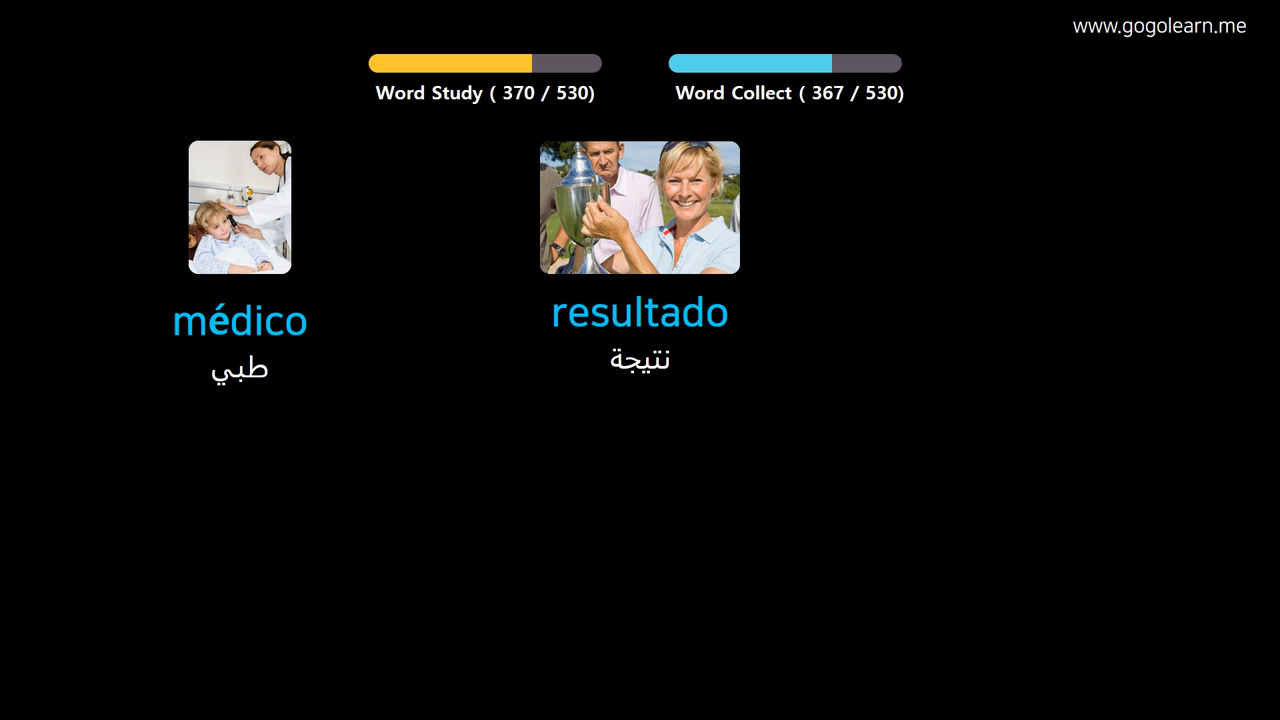 www.gogolearn.me
Word Study ( 370 / 530)
Word Collect ( 367 / 530)
médico
طبي
resultado
نتيجة